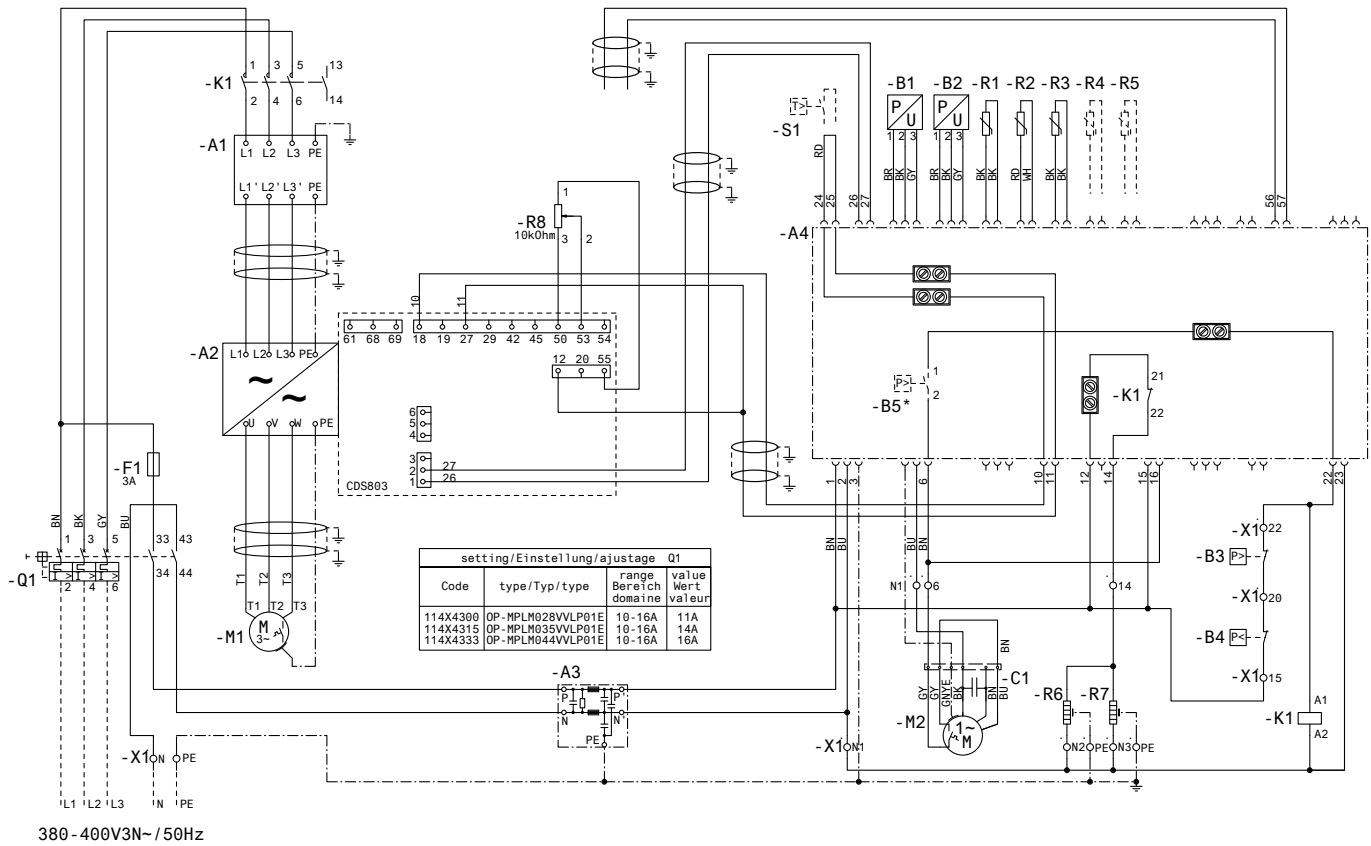 1 3 5 13
-K1
2 4 6 14
-A1
L1 L2 L3 PE
L1' L2' L3' PE
-A2
L1 L2 L3 PE
~
~
U V W PE
T1 T2 T3
T1 T2 T3
-M1
M
3~
-F1
3A
BN BK GY BU
1 3 5 33 43
-Q1
I> I> I>
2 4 6 34 44
-X1 N PE
L1 L2 L3 N PE
380-400V3N~/50Hz
1
-R8
10kOhm
3 2
10 11
61 68 69 18 19 27 29 42 45 50 53 54
12 20 55
6
5
4
3
2 27
1 26
CDS803
setting/Einstellung/ajustage Q1
Code type/Typ/type range Bereich domaine value Wert valeur
114X4300 OP-MPLM028VVLP01E 10-16A 11A
114X4315 OP-MPLM035VVLP01E 10-16A 14A
114X4333 OP-MPLM044VVLP01E 10-16A 16A
-A3
P P'
N N'
PE
T>
-S1
RD
-B1 -B2 -R1 -R2 -R3 -R4 -R5
P U P U
1 2 3 1 2 3
BR BK GY BR BK GY BK BK RD WH BK BK
24 25 26 27 56 57
-A4
P> 1
-B5* 2
21
-K1
22
1 2 3 6 10 11 12 14 15 16 22 23
BN BU BU BN
N1 6 14
BN
-C1
GY GY GNYE BK BN BU
-M2
1~
M
-X1 N1
-R6 -R7
N2 PE N3 PE
-X1 22
-B3 P>
-X1 20
-B4 P<
-X1 15
A1
-K1
A2